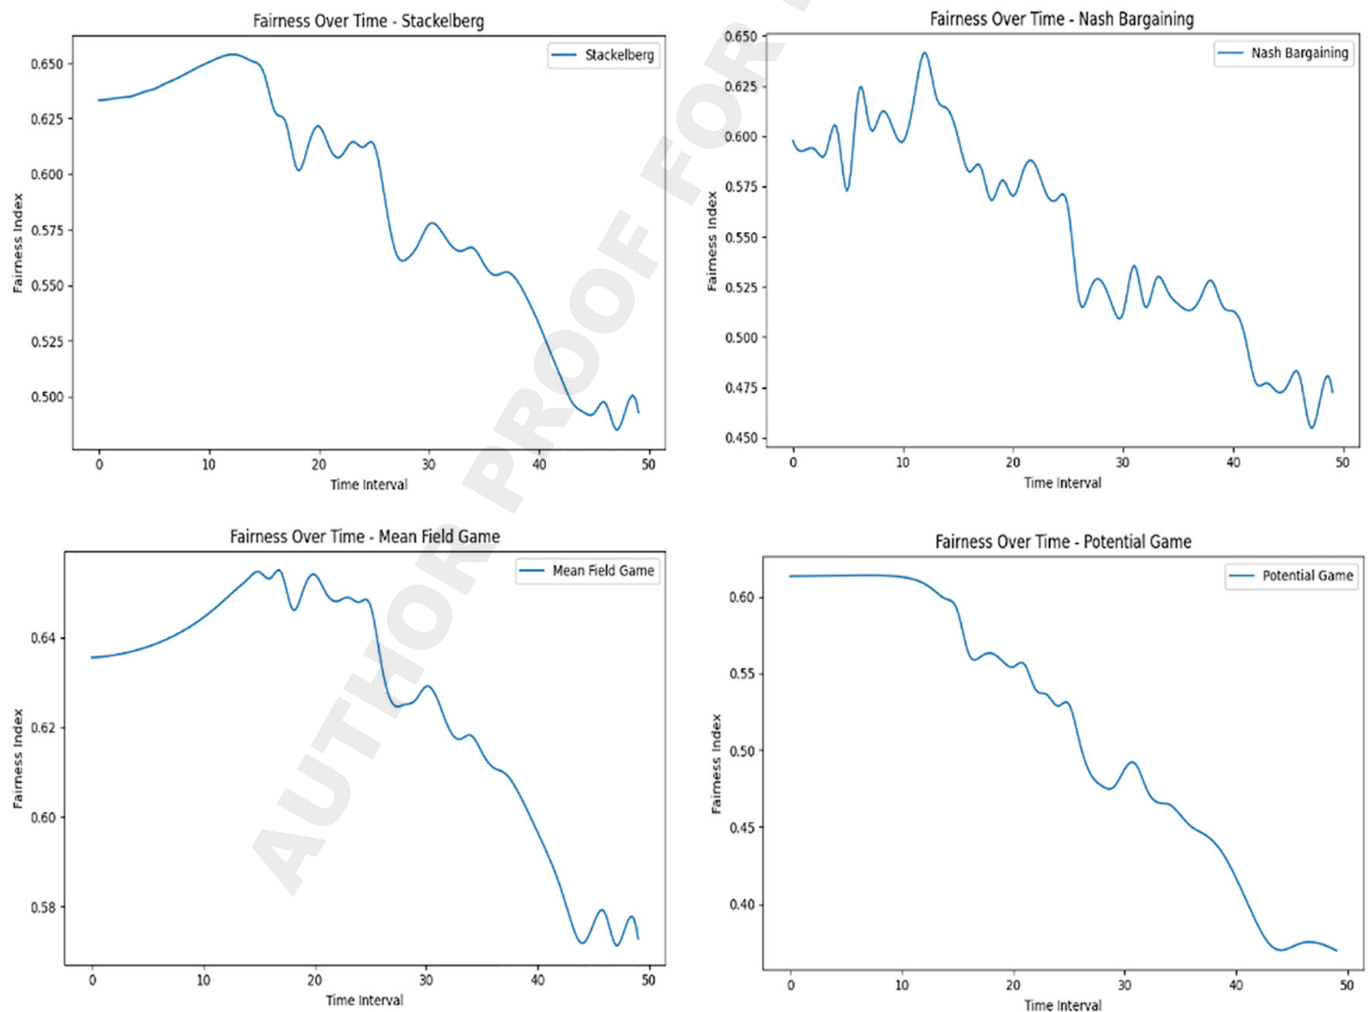 Fairness Over Time - Stackelberg
Stackelberg
0.650
0.625
0.600
0.575
0.550
0.525
0.500
Fairness Index
0 10 20 30 40 50
Time Interval
Fairness Over Time - Nash Bargaining
Nash Bargaining
0.650
0.625
0.600
0.575
0.550
0.525
0.500
0.475
0.450
Fairness Index
0 10 20 30 40 50
Time Interval
Fairness Over Time - Mean Field Game
Mean Field Game
0.64
0.62
0.60
0.58
Fairness Index
0 10 20 30 40 50
Time Interval
Fairness Over Time - Potential Game
Potential Game
0.60
0.55
0.50
0.45
0.40
Fairness Index
0 10 20 30 40 50
Time Interval
AUTHOR PROOF FOR